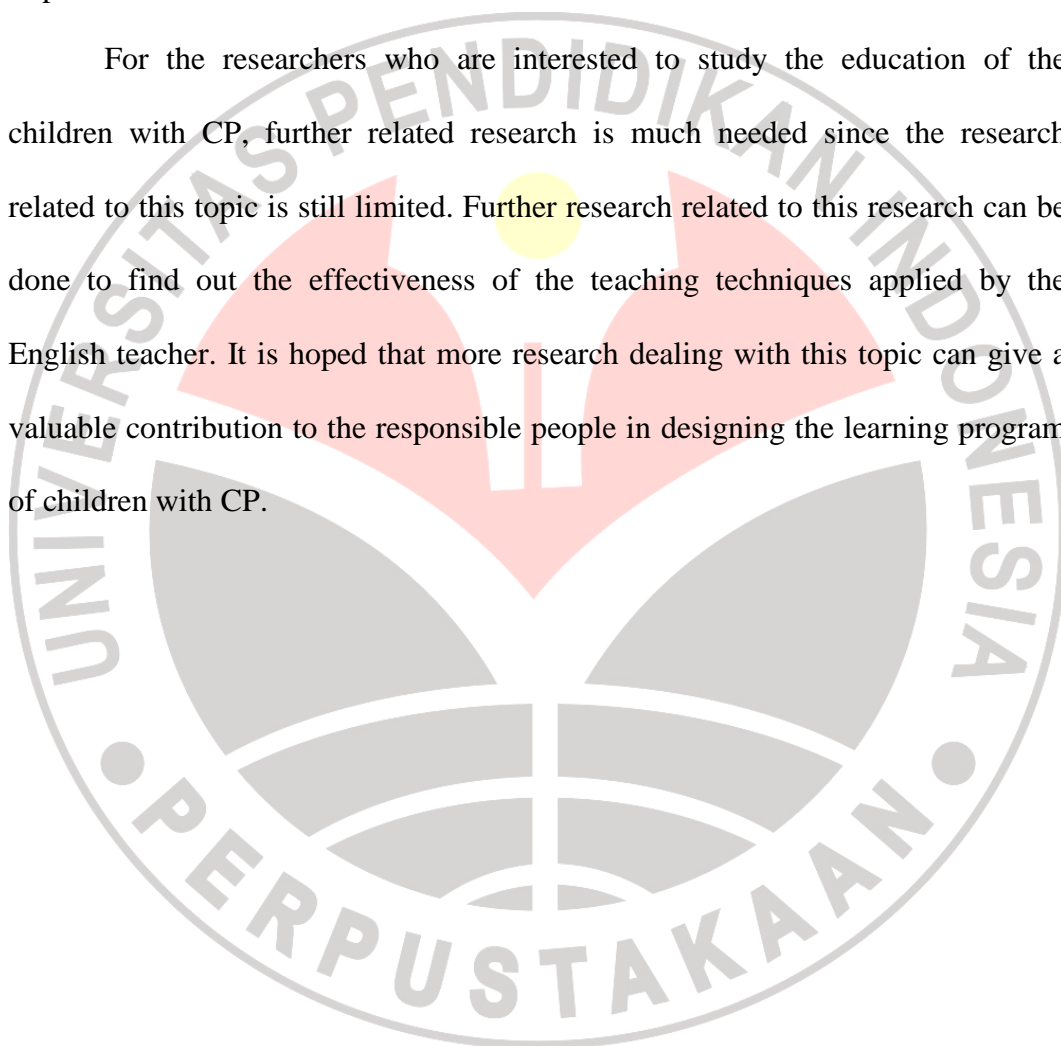 For the researchers who are interested to study the education of the
children with CP, further related research is much needed since the research
related to this topic is still limited. Further research related to this research can be
done to find out the effectiveness of the teaching techniques applied by the
English teacher. It is hoped that more research dealing with this topic can give a
valuable contribution to the responsible people in designing the learning program
of children with CP.
UNIVERSITAS PENDIDIKAN INDONESIA
PERPUSTAKAAN